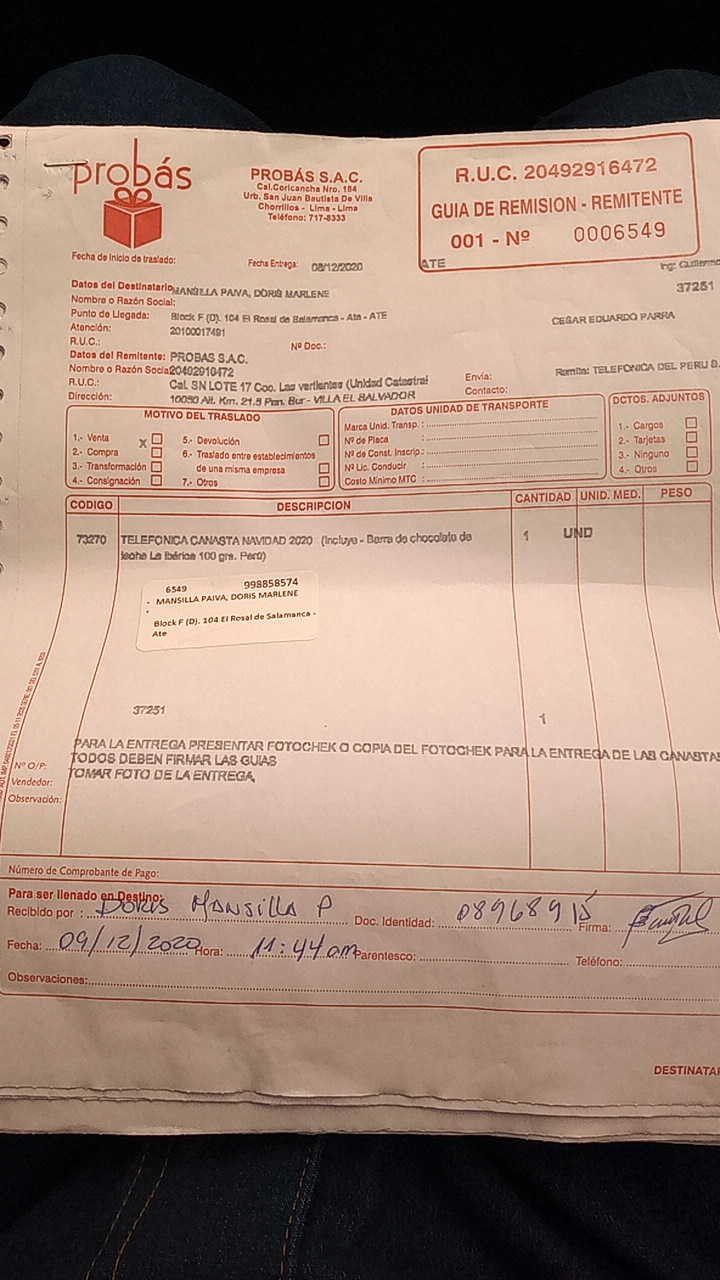 probás
PROBÁS S.A.C.
Cal.Coricancha Nro. 184
Urb. San Juan Bautista De Villa
Chorrillos - Lima - Lima
Teléfono: 717-8333
R.U.C. 20492916472
GUIA DE REMISION - REMITENTE
001 - Nº 0006549
Fecha de Inicio de traslado:
Fecha Entrega: 08/12/2020
ATE
Ing: Guillermo
37251
Datos del Destinatario MANSILLA PAIVA, DORIS MARLENE
Nombre o Razón Social:
Punto de Llegada: Block F (D). 104 El Rosal de Salamanca - Ate - ATE
CESAR EDUARDO PARRA
Atención: 20100017491
R.U.C.: Nº Doc.:
Datos del Remitente: PROBAS S.A.C.
Nombre o Razón Social 20492916472
Remite: TELEFONICA DEL PERU S.
R.U.C.: Cal. SN LOTE 17 Coo. Las vertientes (Unidad Catastral
Envía:
Dirección: 10050 Alt. Km. 21.5 Pan. Sur - VILLA EL SALVADOR
Contacto:
MOTIVO DEL TRASLADO
1.- Venta X
2.- Compra
3.- Transformación
4.- Consignación
5.- Devolución
6.- Traslado entre establecimientos
de una misma empresa
7.- Otros
DATOS UNIDAD DE TRANSPORTE
Marca Unid. Transp. :
Nº de Placa :
Nº de Const. Inscrip.:
Nº Lic. Conducir :
Costo Mínimo MTC :
DCTOS. ADJUNTOS
1.- Cargos
2.- Tarjetas
3.- Ninguno
4.- Otros
CODIGO DESCRIPCION CANTIDAD UNID. MED. PESO
73270 TELEFONICA CANASTA NAVIDAD 2020 (Incluye - Barra de chocolate de 1 UND
leche La Ibérica 100 grs. Perú)
6549 998858574
- MANSILLA PAIVA, DORIS MARLENE
-
Block F (D). 104 El Rosal de Salamanca -
Ate
37251 1
PARA LA ENTREGA PRESENTAR FOTOCHEK O COPIA DEL FOTOCHEK PARA LA ENTREGA DE LAS CANASTAS
TODOS DEBEN FIRMAR LAS GUIAS
TOMAR FOTO DE LA ENTREGA,
Nº O/P:
Vendedor:
Observación:
Número de Comprobante de Pago:
Para ser llenado en Destino:
Recibido por : DORIS MANSILLA P Doc. Identidad: 08968915 Firma:
Fecha: 09/12/2020 Hora: 11:44 am Parentesco: Teléfono:
Observaciones:
DESTINATAR